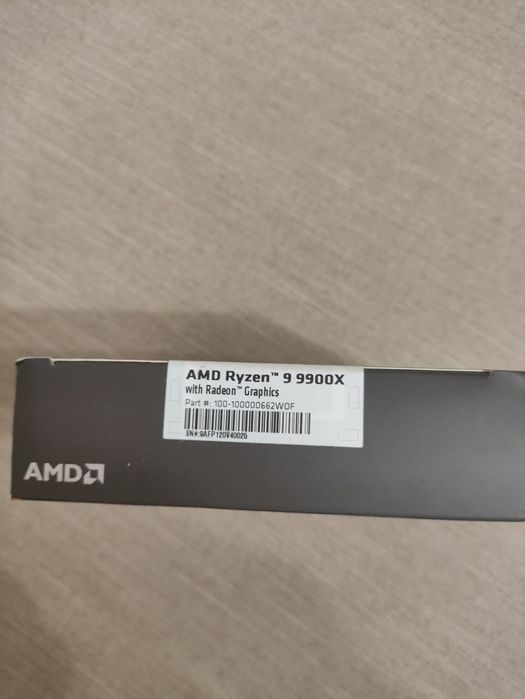 AMD Ryzen™ 9 9900X
with Radeon™ Graphics
Part #: 100-100000662WOF
SN#:9AFP120V40026
AMD